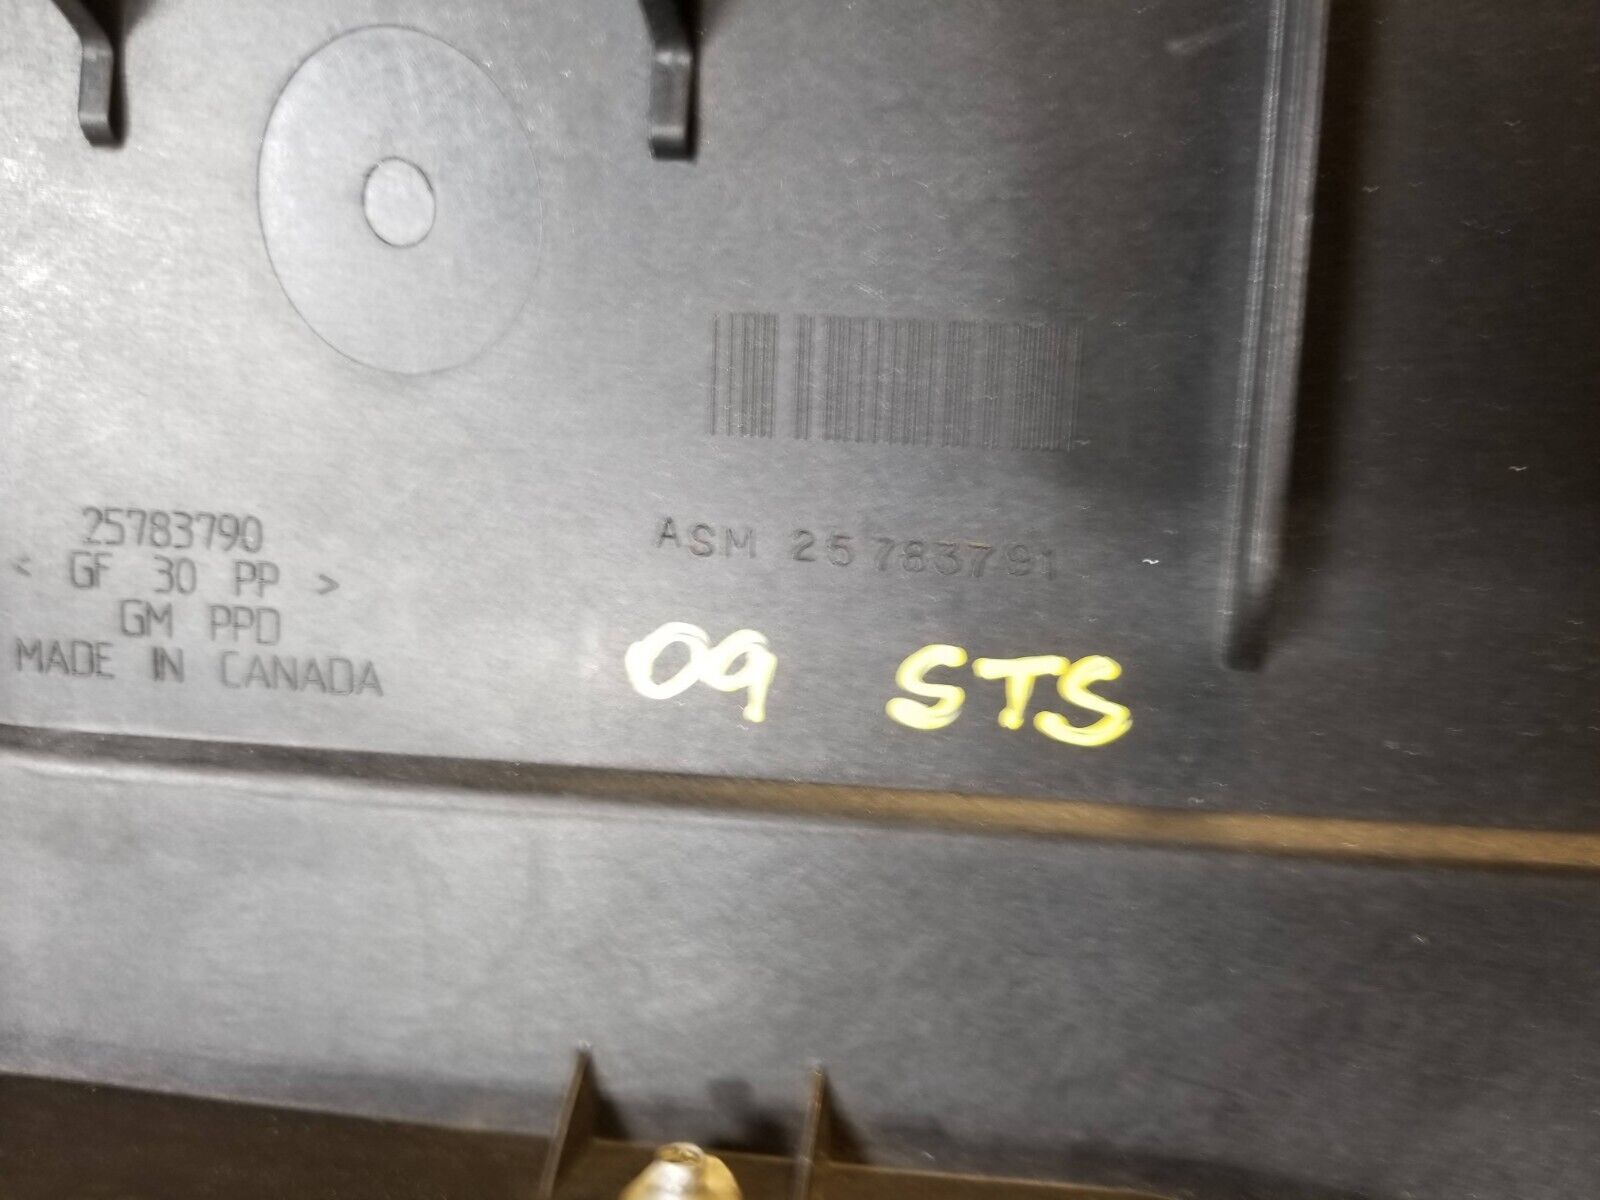 25783790
< GF 30 PP >
GM PPD
MADE IN CANADA
ASM 25783791
09 STS